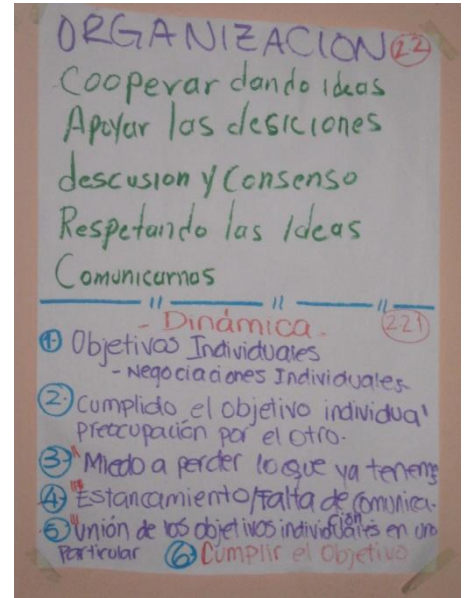 ORGANIZACION 22
Cooperar dando ideas
Apoyar las desiciones
descusion y Consenso
Respetando las Ideas
Comunicarnos
- Dinámica - 221
1. Objetivos Individuales
- Negociaciones Individuales
2. Cumplido el objetivo individual
preocupación por el otro.
3. "Miedo a perder lo que ya tenems
4. "Estancamiento/Falta de comunica-
ción
5. "Unión de los objetivos individuales en uno
Particular 6 Cumplir el Objetivo